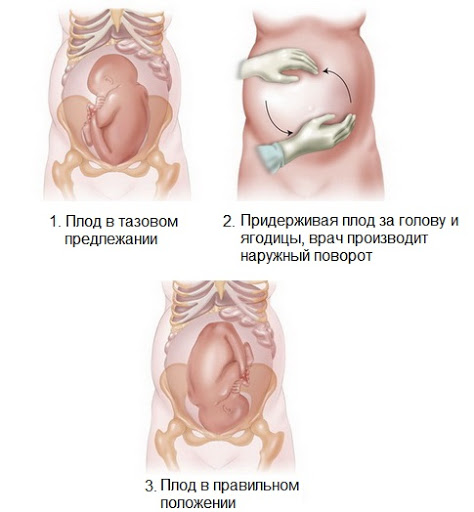 1. Плод в тазовом
предлежании
2. Придерживая плод за голову и
ягодицы, врач производит
наружный поворот
3. Плод в правильном
положении